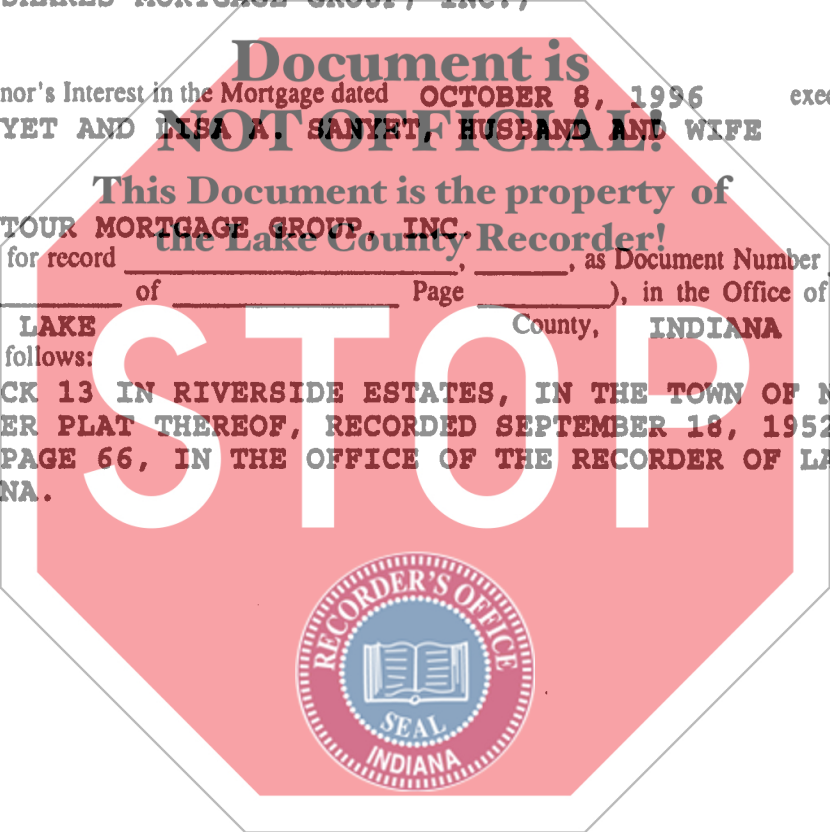 MORTGAGE GROUP, INC.,
Document is
nor's Interest in the Mortgage dated OCTOBER 8, 1996 exec
NOT OFFICIAL!
YET AND LISA A. SANYET, HUSBAND AND WIFE
This Document is the property of
TOUR MORTGAGE GROUP, INC.
the Lake County Recorder!
for record , , as Document Number
of Page ), in the Office of
LAKE County, INDIANA
follows:
STOP
CK 13 IN RIVERSIDE ESTATES, IN THE TOWN OF N
ER PLAT THEREOF, RECORDED SEPTEMBER 18, 1952
PAGE 66, IN THE OFFICE OF THE RECORDER OF LA
NA.
RECORDER'S OFFICE
SEAL
INDIANA